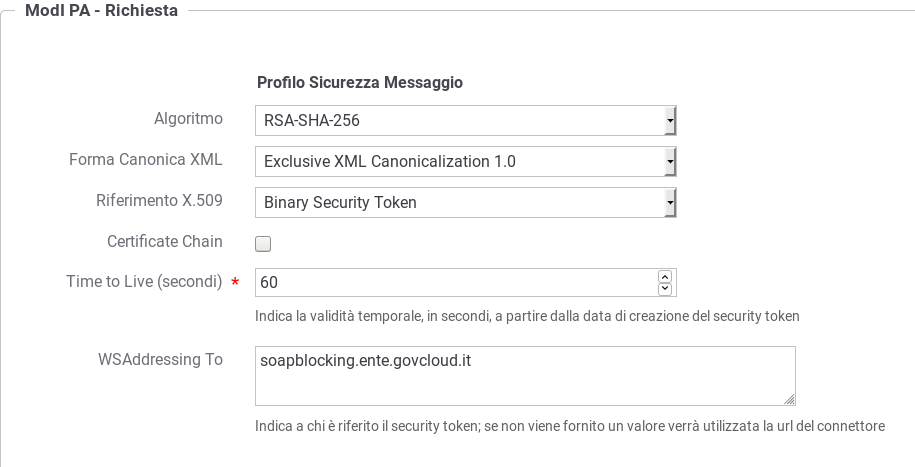 ModI PA - Richiesta
Profilo Sicurezza Messaggio
Algoritmo RSA-SHA-256
Forma Canonica XML Exclusive XML Canonicalization 1.0
Riferimento X.509 Binary Security Token
Certificate Chain
Time to Live (secondi) * 60
Indica la validità temporale, in secondi, a partire dalla data di creazione del security token
WSAddressing To soapblocking.ente.govcloud.it
Indica a chi è riferito il security token; se non viene fornito un valore verrà utilizzata la url del connettore